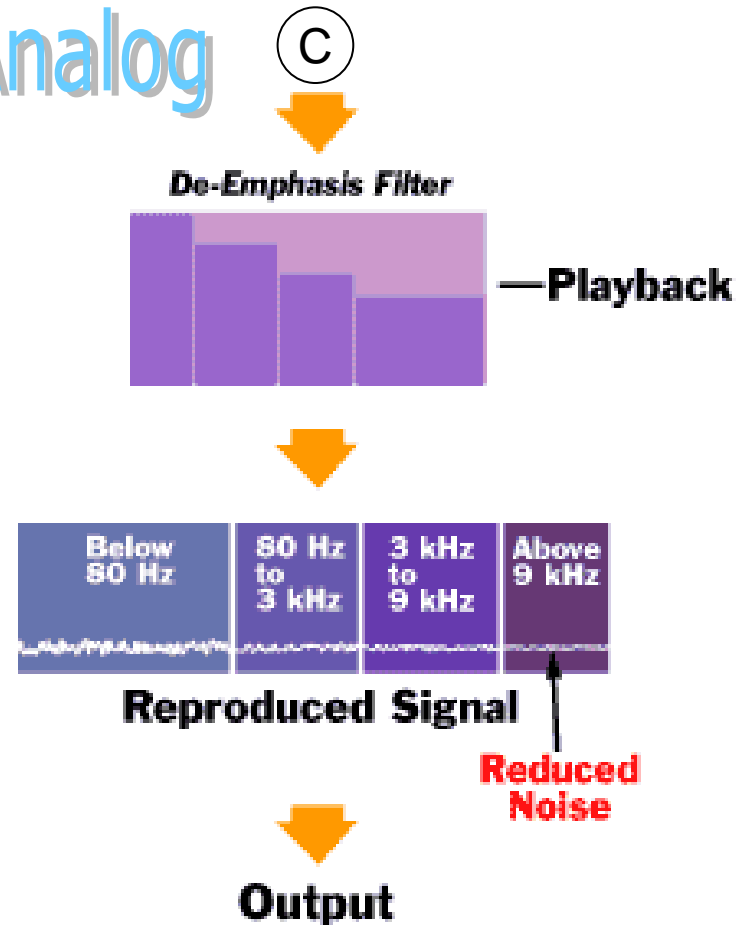 Analog
C
De-Emphasis Filter
Playback
Below
80 Hz
80 Hz
to
3 kHz
3 kHz
to
9 kHz
Above
9 kHz
Reproduced Signal
Reduced
Noise
Output